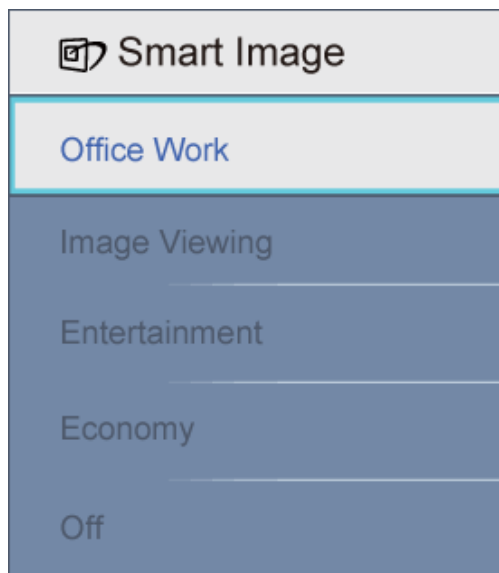 Smart Image
Office Work
Image Viewing
Entertainment
Economy
Off